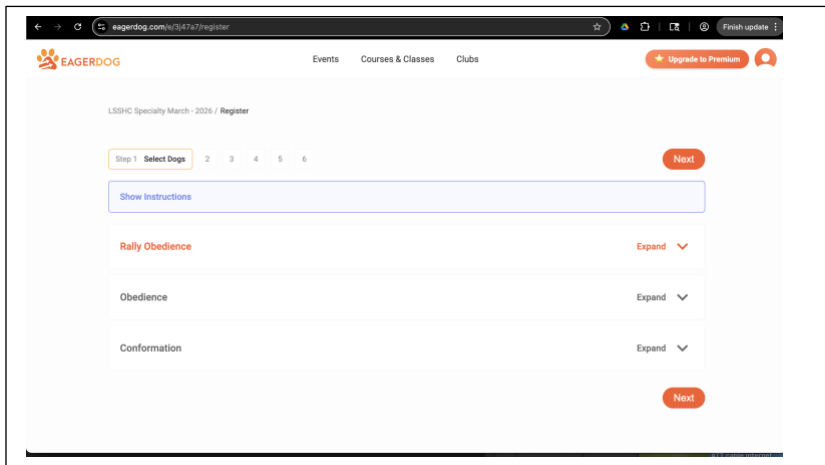 eagerdog.com/e/3j47a7/register
Finish update
EAGERDOG
Events Courses & Classes Clubs
Upgrade to Premium
LSSHC Specialty March - 2026 / Register
Step 1 Select Dogs 2 3 4 5 6
Next
Show Instructions
Rally Obedience Expand
Obedience Expand
Conformation Expand
Next